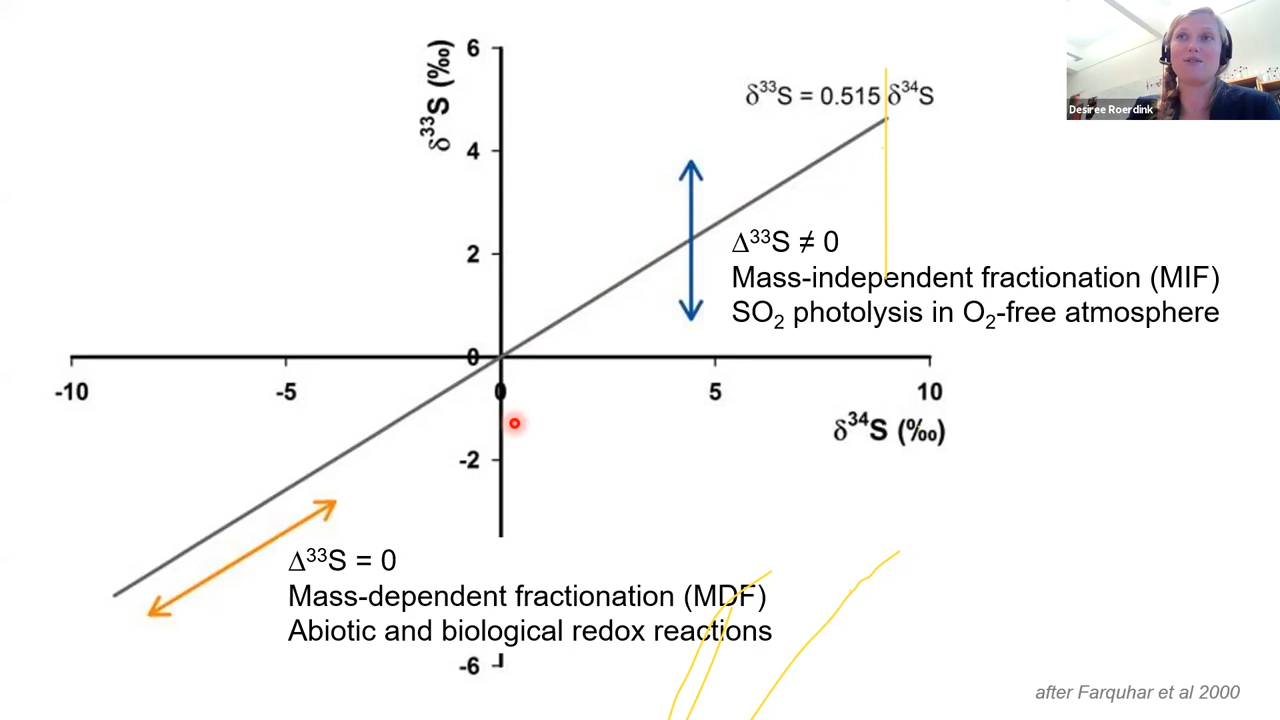 6
δ³³S (‰)
δ³³S = 0.515 δ³⁴S
Desiree Roerdink
4
Δ³³S ≠ 0
2
Mass-independent fractionation (MIF)
SO₂ photolysis in O₂-free atmosphere
0
-10
-5
0
5
10
δ³⁴S (‰)
-2
Δ³³S = 0
Mass-dependent fractionation (MDF)
Abiotic and biological redox reactions
-6
after Farquhar et al 2000